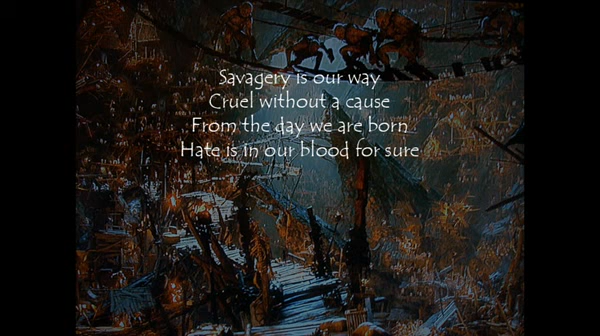 Savagery is our way
Cruel without a cause
From the day we are born
Hate is in our blood for sure